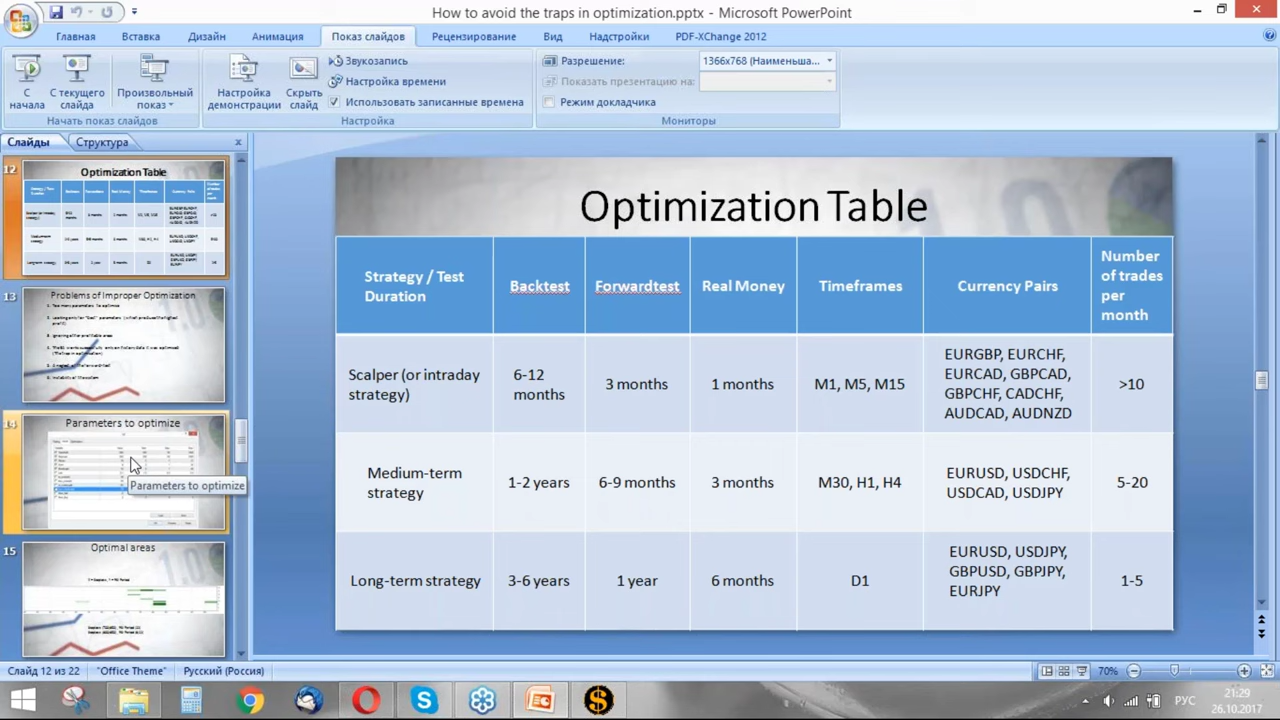 How to avoid the traps in optimization.pptx - Microsoft PowerPoint
Главная Вставка Дизайн Анимация Показ слайдов Рецензирование Вид Надстройки PDF-XChange 2012
С начала
С текущего слайда
Произвольный показ
Начать показ слайдов
Настройка демонстрации
Скрыть слайд
Звукозапись
Настройка времени
Использовать записанные времена
Настройка
Разрешение: 1366x768 (Наименьша...
Показать презентацию на:
Режим докладчика
Мониторы
Слайды Структура
12
Optimization Table
13
Problems of Improper Optimization
14
Parameters to optimize
Parameters to optimize
15
Optimal areas
Optimization Table
Strategy / Test
Duration
Backtest
Forwardtest
Real Money
Timeframes
Currency Pairs
Number
of trades
per
month
Scalper (or intraday
strategy)
6-12
months
3 months
1 months
M1, M5, M15
EURGBP, EURCHF,
EURCAD, GBPCAD,
GBPCHF, CADCHF,
AUDCAD, AUDNZD
>10
Medium-term
strategy
1-2 years
6-9 months
3 months
M30, H1, H4
EURUSD, USDCHF,
USDCAD, USDJPY
5-20
Long-term strategy
3-6 years
1 year
6 months
D1
EURUSD, USDJPY,
GBPUSD, GBPJPY,
EURJPY
1-5
Слайд 12 из 22 "Office Theme" Русский (Россия) 70%
РУС
21:29
26.10.2017